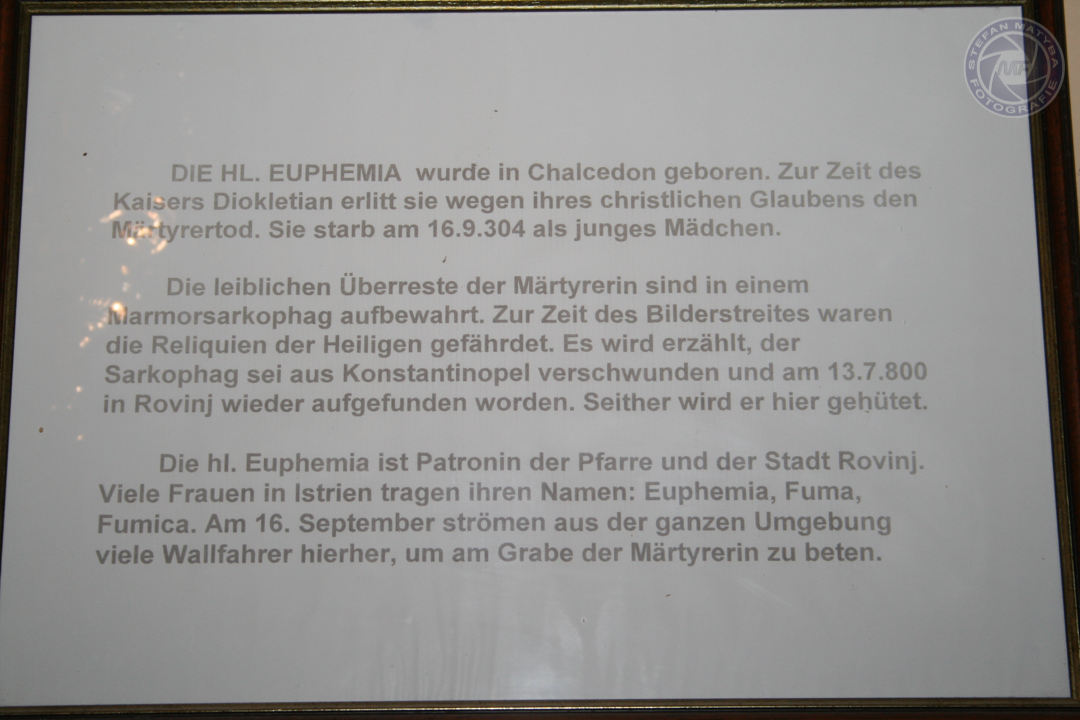 DIE HL. EUPHEMIA wurde in Chalcedon geboren. Zur Zeit des
Kaisers Diokletian erlitt sie wegen ihres christlichen Glaubens den
Märtyrertod. Sie starb am 16.9.304 als junges Mädchen.
Die leiblichen Überreste der Märtyrerin sind in einem
Marmorsarkophag aufbewahrt. Zur Zeit des Bilderstreites waren
die Reliquien der Heiligen gefährdet. Es wird erzählt, der
Sarkophag sei aus Konstantinopel verschwunden und am 13.7.800
in Rovinj wieder aufgefunden worden. Seither wird er hier gehütet.
Die hl. Euphemia ist Patronin der Pfarre und der Stadt Rovinj.
Viele Frauen in Istrien tragen ihren Namen: Euphemia, Fuma,
Fumica. Am 16. September strömen aus der ganzen Umgebung
viele Wallfahrer hierher, um am Grabe der Märtyrerin zu beten.
STEFAN MATYBA
FOTOGRAFIE